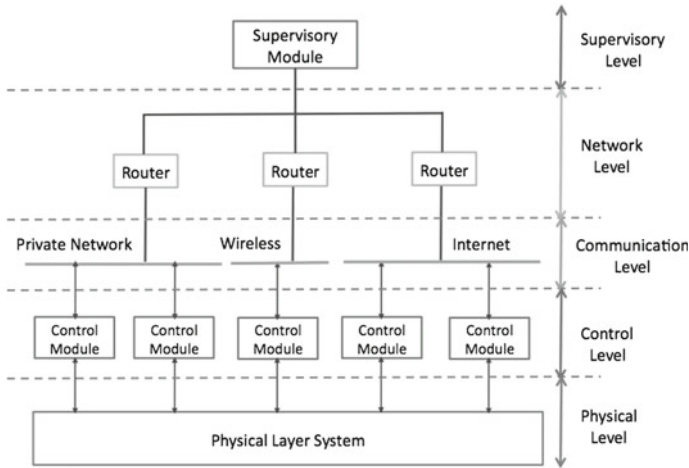 Supervisory
Module
Supervisory
Level
Router
Router
Router
Network
Level
Private Network
Wireless
Internet
Communication
Level
Control
Module
Control
Module
Control
Module
Control
Module
Control
Module
Control
Level
Physical Layer System
Physical
Level